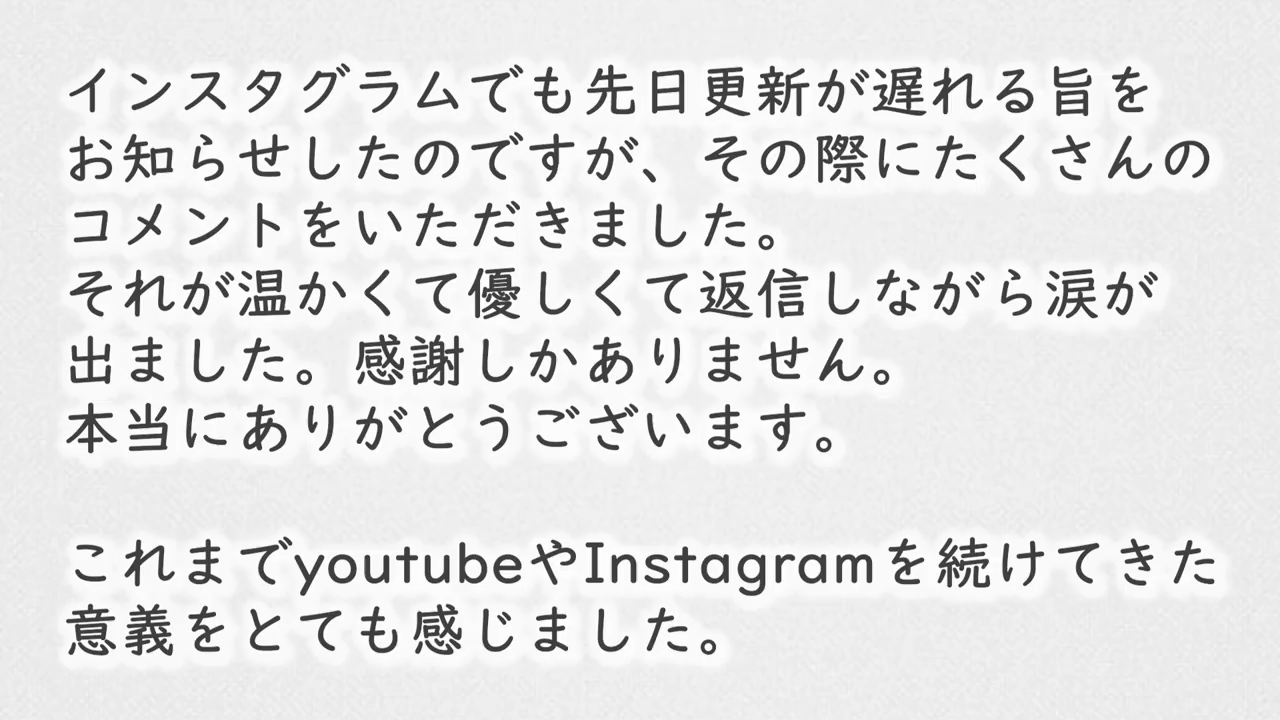 インスタグラムでも先日更新が遅れる旨を
お知らせしたのですが、その際にたくさんの
コメントをいただきました。
それが温かくて優しくて返信しながら涙が
出ました。感謝しかありません。
本当にありがとうございます。
これまでyoutubeやInstagramを続けてきた
意義をとても感じました。